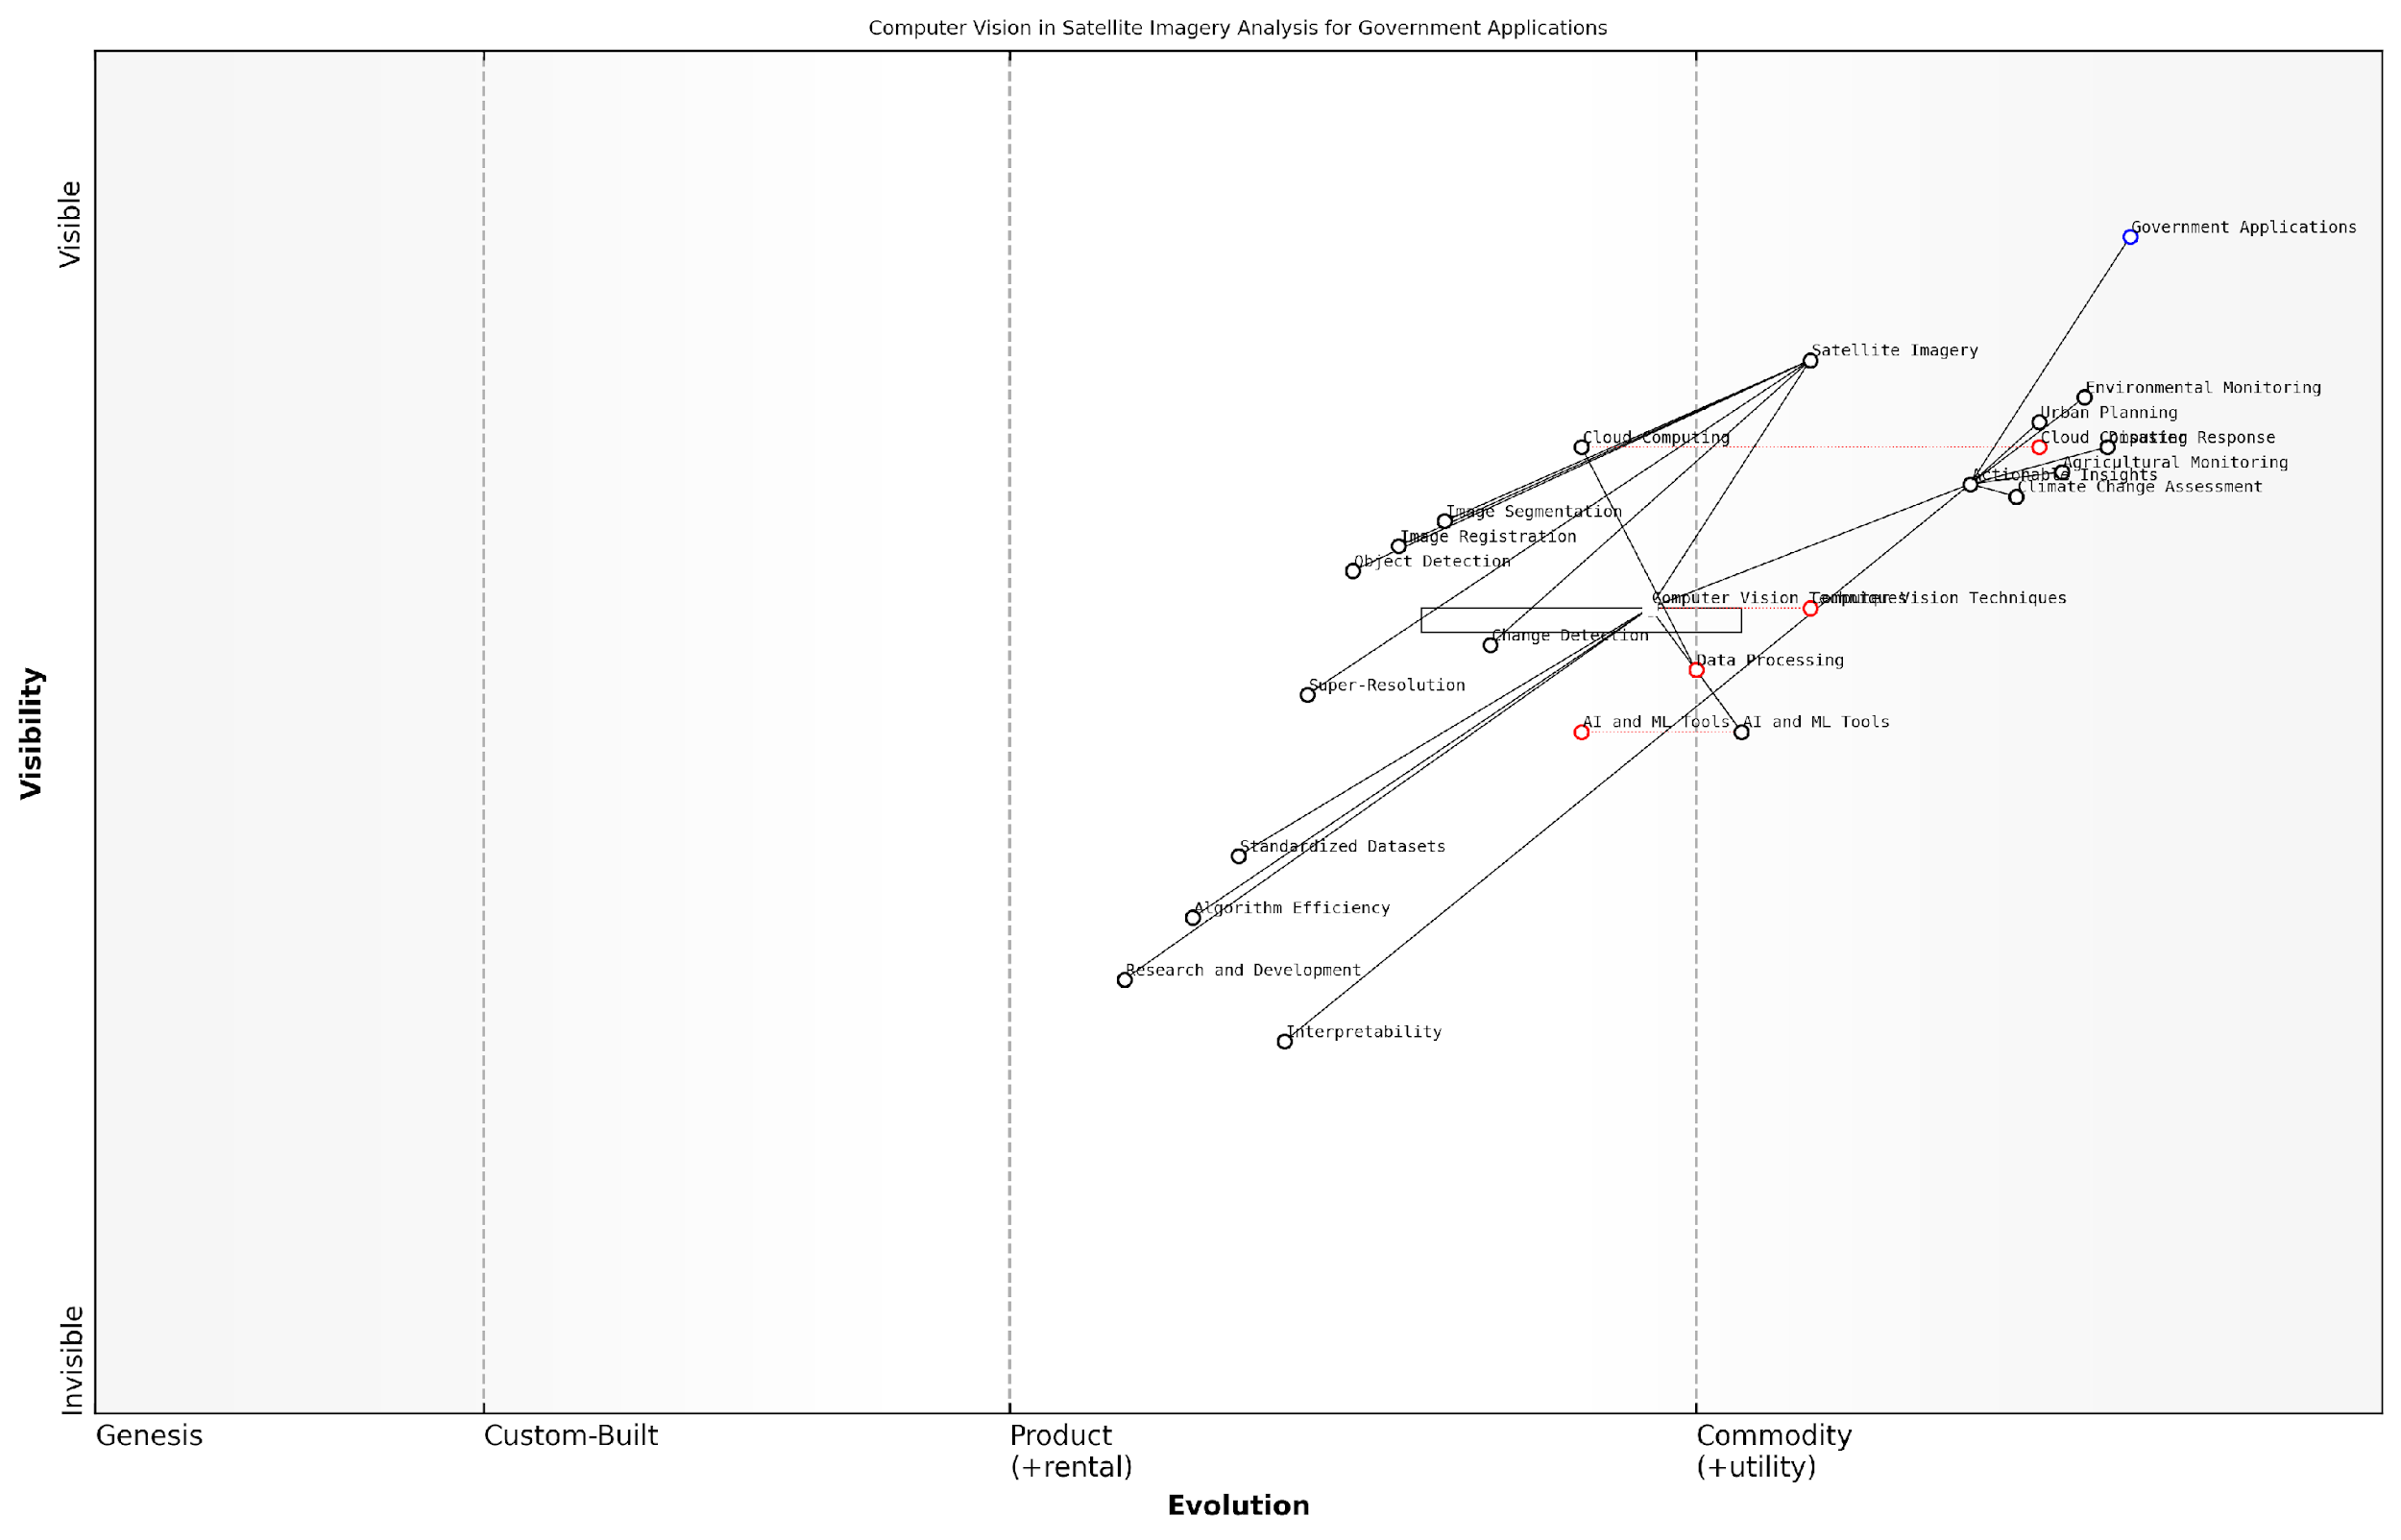 Computer Vision in Satellite Imagery Analysis for Government Applications
Visible
Government Applications
Satellite Imagery
Environmental Monitoring
Urban Planning
Cloud Computing
Cloud Computing
Disaster Response
Agricultural Monitoring
Actionable Insights
Climate Change Assessment
Image Segmentation
Image Registration
Object Detection
Computer Vision Techniques
Computer Vision Techniques
Change Detection
Data Processing
Super-Resolution
AI and ML Tools
AI and ML Tools
Visibility
Standardized Datasets
Algorithm Efficiency
Research and Development
Interpretability
Invisible
Genesis
Custom-Built
Product
(+rental)
Commodity
(+utility)
Evolution